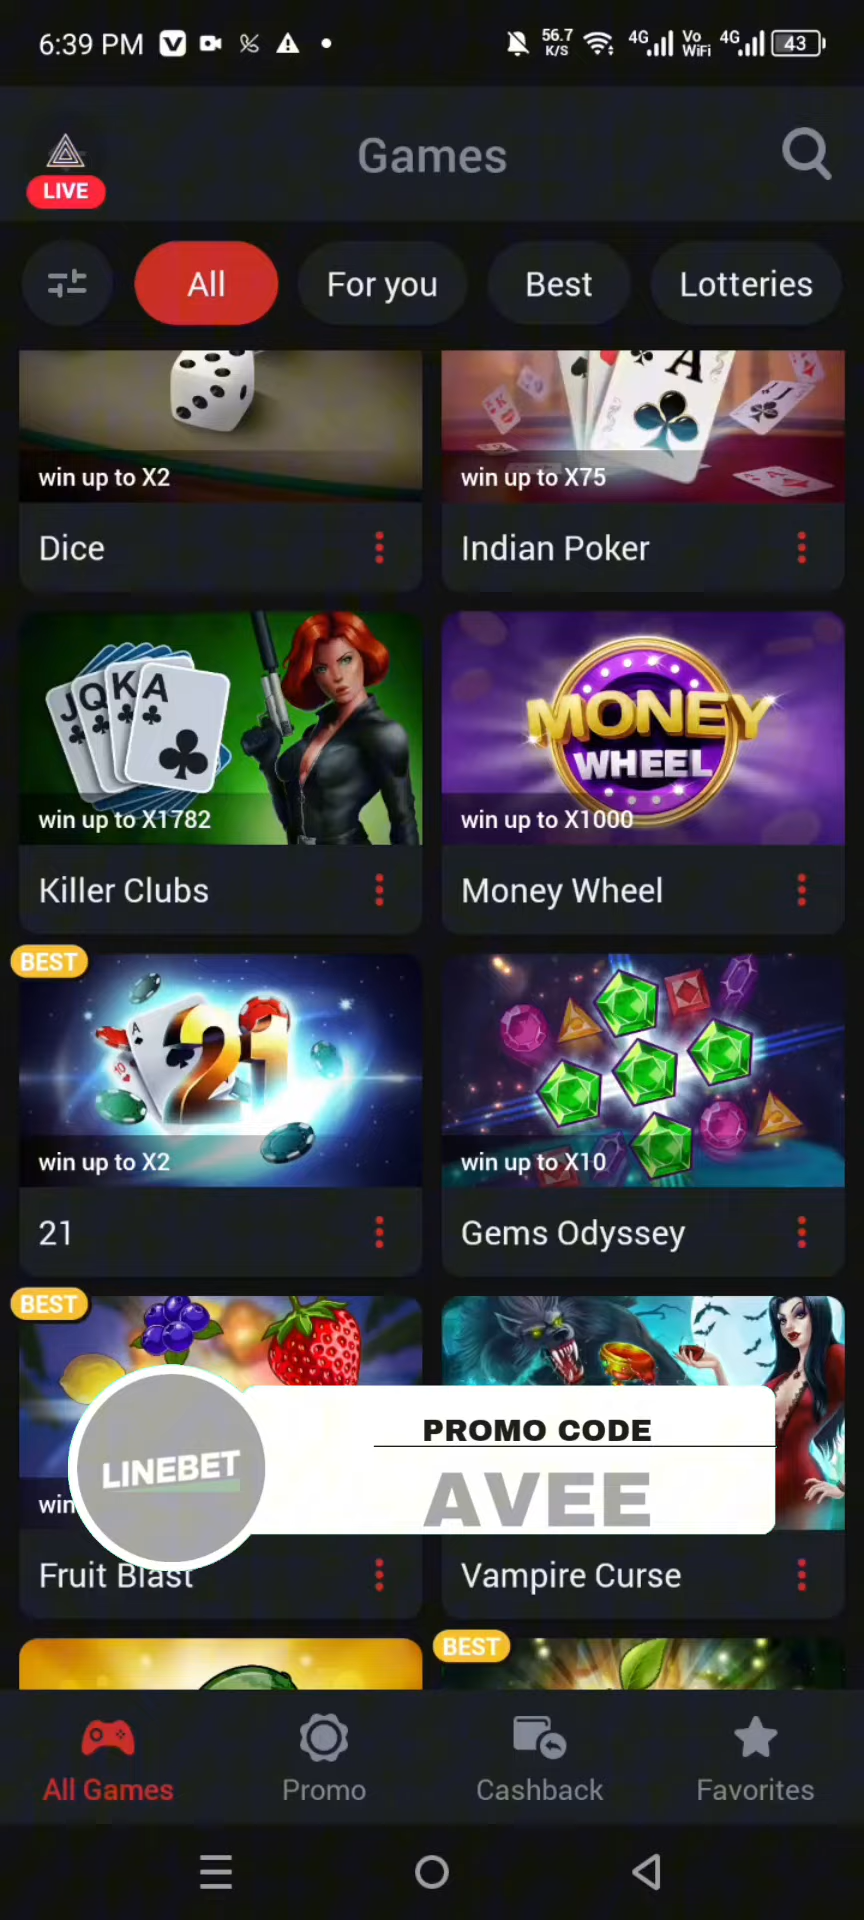 6:39 PM
56.7
K/S
4G
Vo
WiFi
4G
43
LIVE
Games
All
For you
Best
Lotteries
win up to X2
win up to X75
Dice
Indian Poker
J Q K A
win up to X1782
MONEY
WHEEL
win up to X1000
Killer Clubs
Money Wheel
BEST
21
win up to X2
win up to X10
21
Gems Odyssey
BEST
win
LINEBET
PROMO CODE
AVEE
Fruit Blast
Vampire Curse
BEST
All Games
Promo
Cashback
Favorites